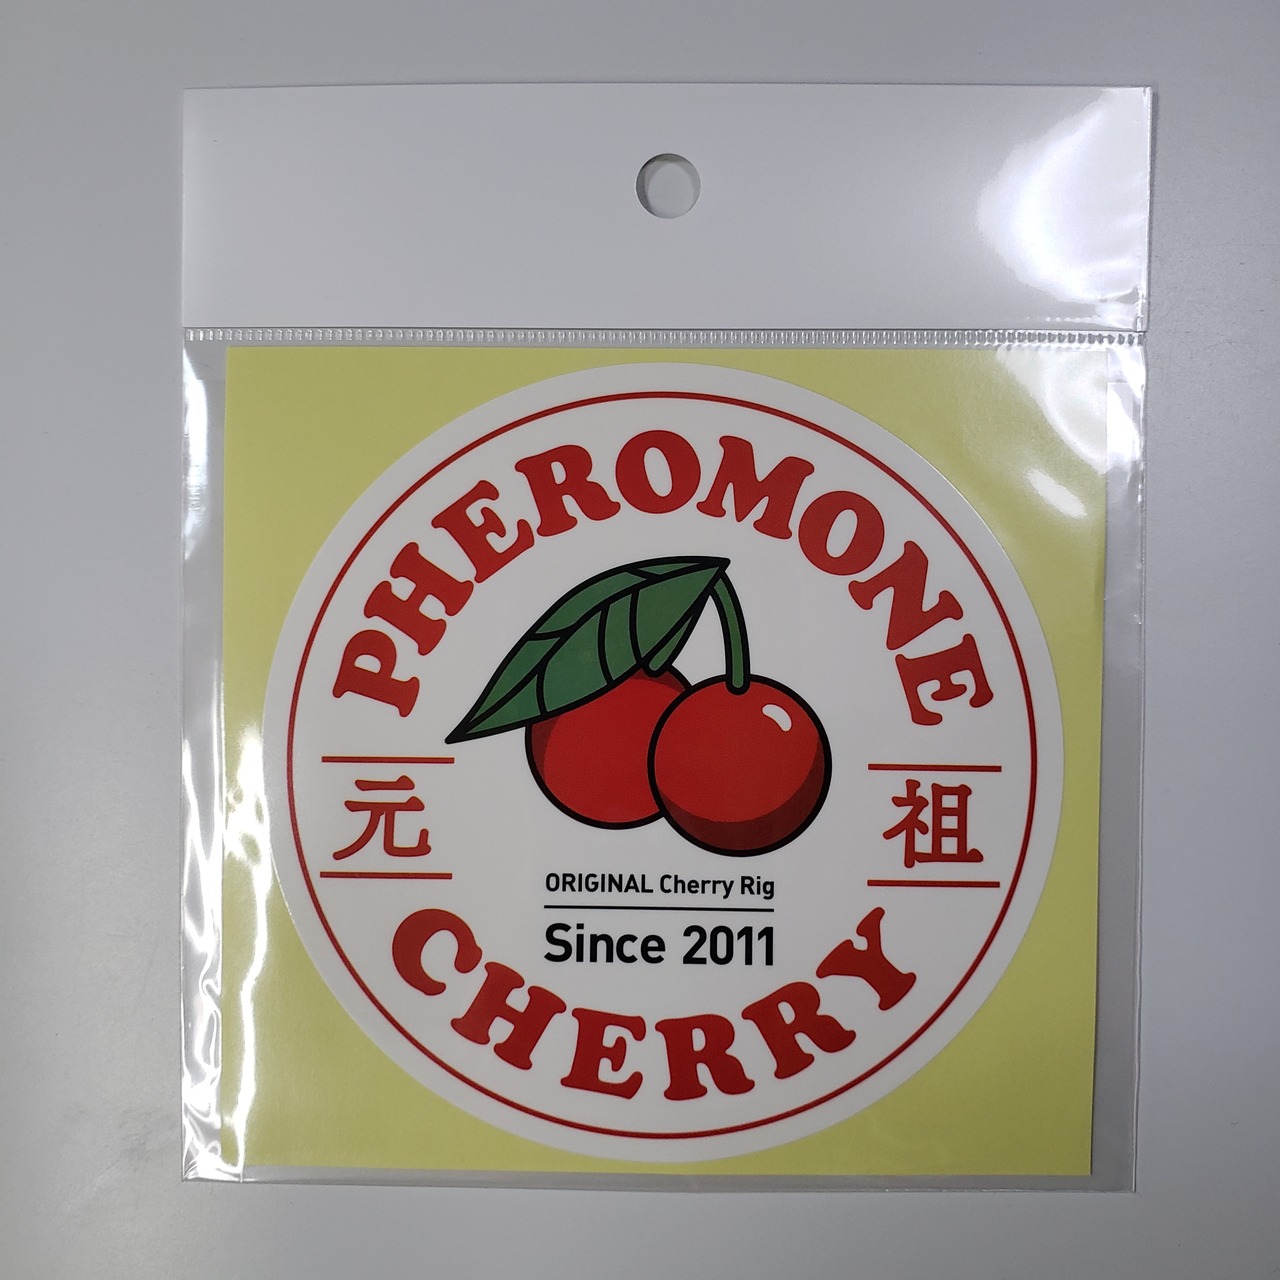 PHEROMONE
元 祖
ORIGINAL Cherry Rig
Since 2011
CHERRY